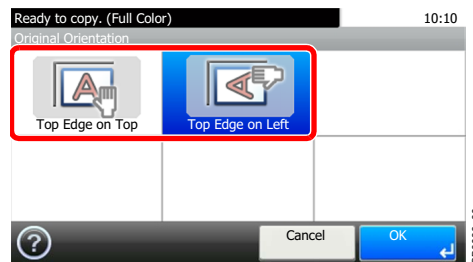 Ready to copy. (Full Color) 10:10
Original Orientation
A A
Top Edge on Top Top Edge on Left
? Cancel OK